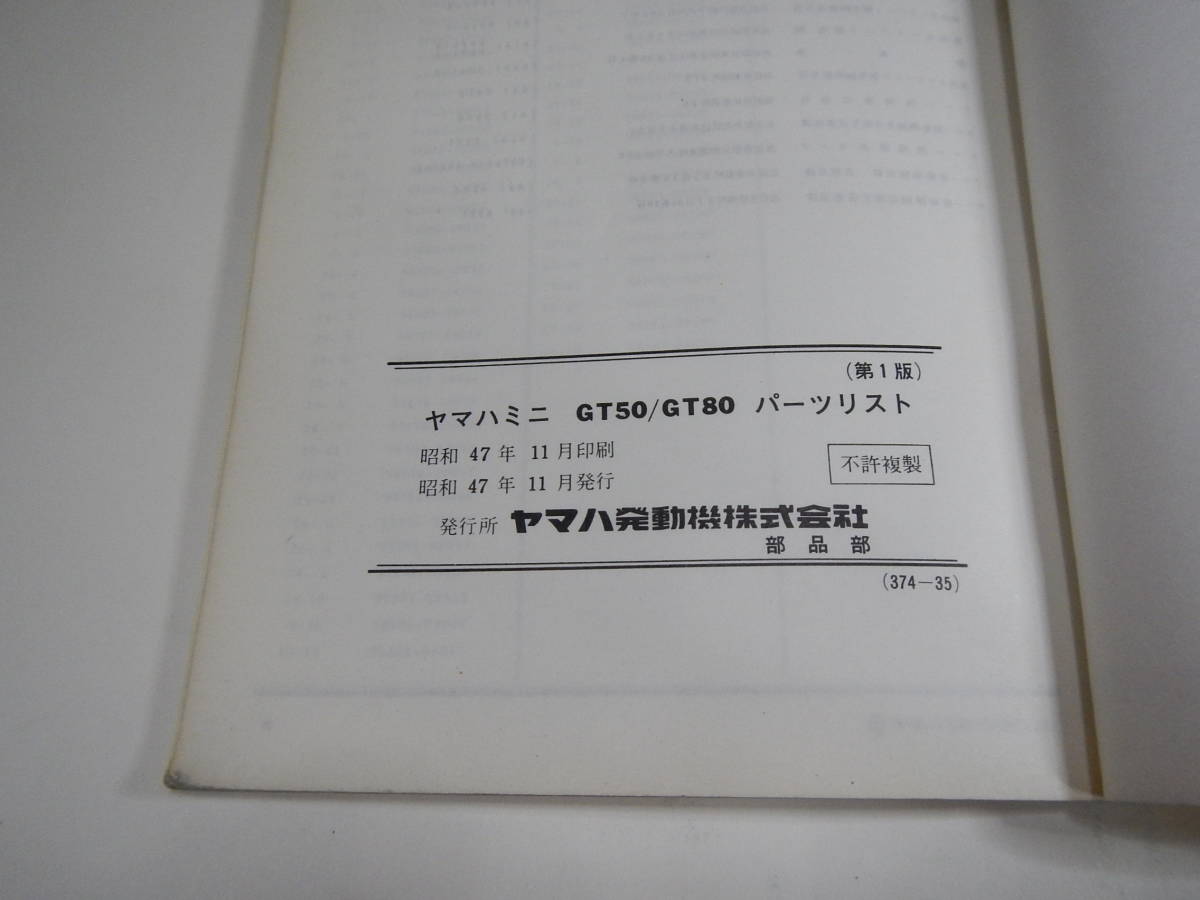 (第1版)
ヤマハミニ GT50/GT80 パーツリスト
昭和 47 年 11 月印刷
昭和 47 年 11 月発行
不許複製
発行所 ヤマハ発動機株式会社
部品部
(374-35)